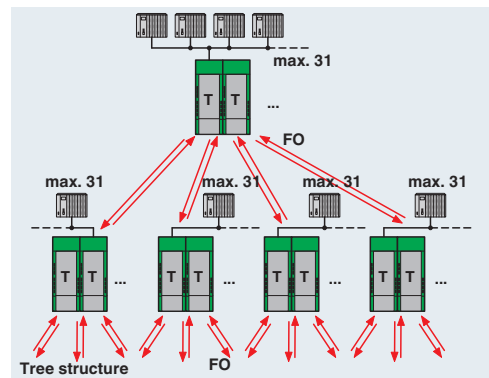 max. 31
T T ...
FO
max. 31 max. 31 max. 31 max. 31
T T ... T T ... T T ... T T ...
Tree structure FO